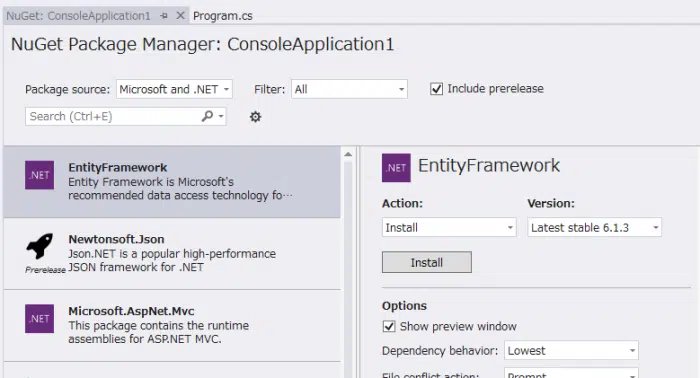 NuGet: ConsoleApplication1
Program.cs
NuGet Package Manager: ConsoleApplication1
Package source: Microsoft and .NET Filter: All Include prerelease
Search (Ctrl+E)
.NET
EntityFramework
Entity Framework is Microsoft's
recommended data access technology fo···
Prerelease
Newtonsoft.Json
Json.NET is a popular high-performance
JSON framework for .NET
.NET
Microsoft.AspNet.Mvc
This package contains the runtime
assemblies for ASP.NET MVC.
.NET EntityFramework
Action: Version:
Install Latest stable 6.1.3
Install
Options
Show preview window
Dependency behavior: Lowest
File conflict action: Prompt